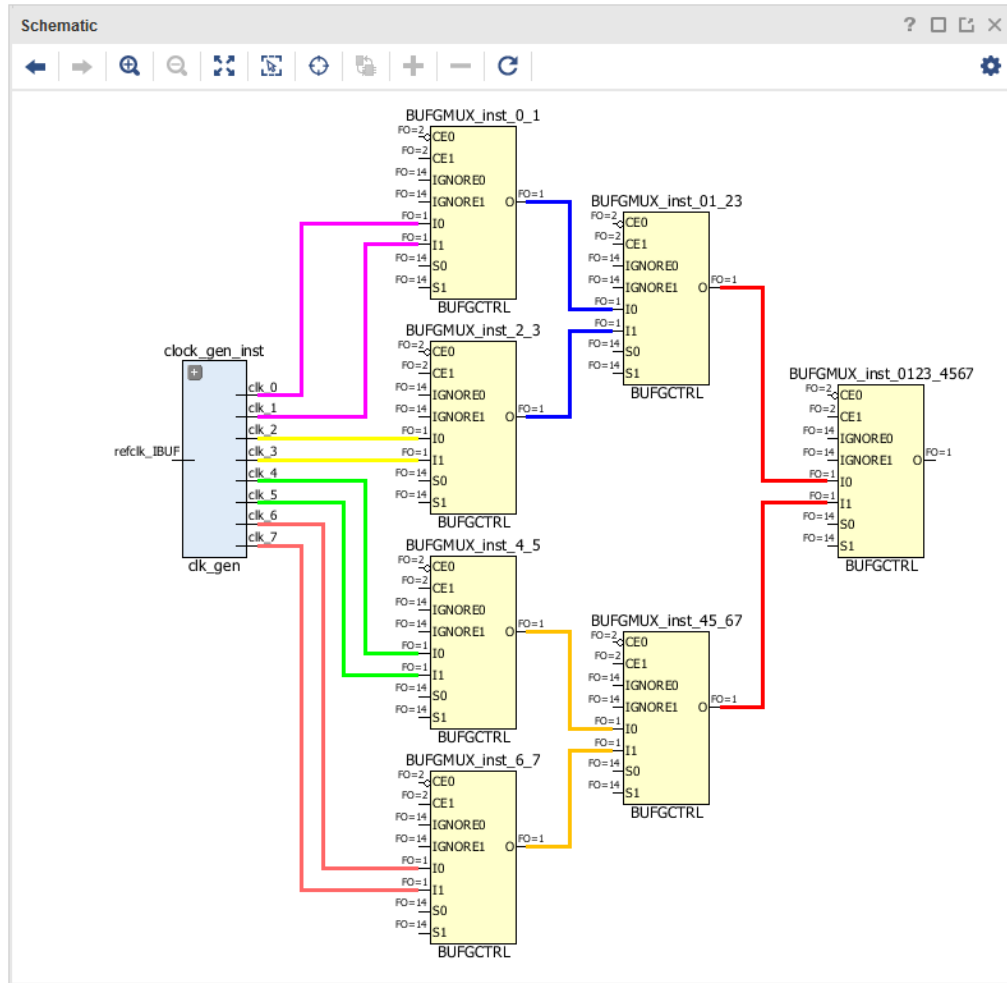 Schematic
BUFGMUX_inst_0_1
FO=2 CE0
FO=2 CE1
FO=14 IGNORE0
FO=14 IGNORE1 O FO=1
FO=1 I0
FO=1 I1
FO=14 S0
FO=14 S1
BUFGCTRL
BUFGMUX_inst_2_3
FO=2 CE0
FO=2 CE1
FO=14 IGNORE0
FO=14 IGNORE1 O FO=1
FO=1 I0
FO=1 I1
FO=14 S0
FO=14 S1
BUFGCTRL
clock_gen_inst
clk_0
clk_1
clk_2
refclk_IBUF clk_3
clk_4
clk_5
clk_6
clk_7
clk_gen
BUFGMUX_inst_4_5
FO=2 CE0
FO=2 CE1
FO=14 IGNORE0
FO=14 IGNORE1 O FO=1
FO=1 I0
FO=1 I1
FO=14 S0
FO=14 S1
BUFGCTRL
BUFGMUX_inst_6_7
FO=2 CE0
FO=2 CE1
FO=14 IGNORE0
FO=14 IGNORE1 O FO=1
FO=1 I0
FO=1 I1
FO=14 S0
FO=14 S1
BUFGCTRL
BUFGMUX_inst_01_23
FO=2 CE0
FO=2 CE1
FO=14 IGNORE0
FO=14 IGNORE1 O FO=1
FO=1 I0
FO=1 I1
FO=14 S0
FO=14 S1
BUFGCTRL
BUFGMUX_inst_45_67
FO=2 CE0
FO=2 CE1
FO=14 IGNORE0
FO=14 IGNORE1 O FO=1
FO=1 I0
FO=1 I1
FO=14 S0
FO=14 S1
BUFGCTRL
BUFGMUX_inst_0123_4567
FO=2 CE0
FO=2 CE1
FO=14 IGNORE0
FO=14 IGNORE1 O FO=1
FO=1 I0
FO=1 I1
FO=14 S0
FO=14 S1
BUFGCTRL